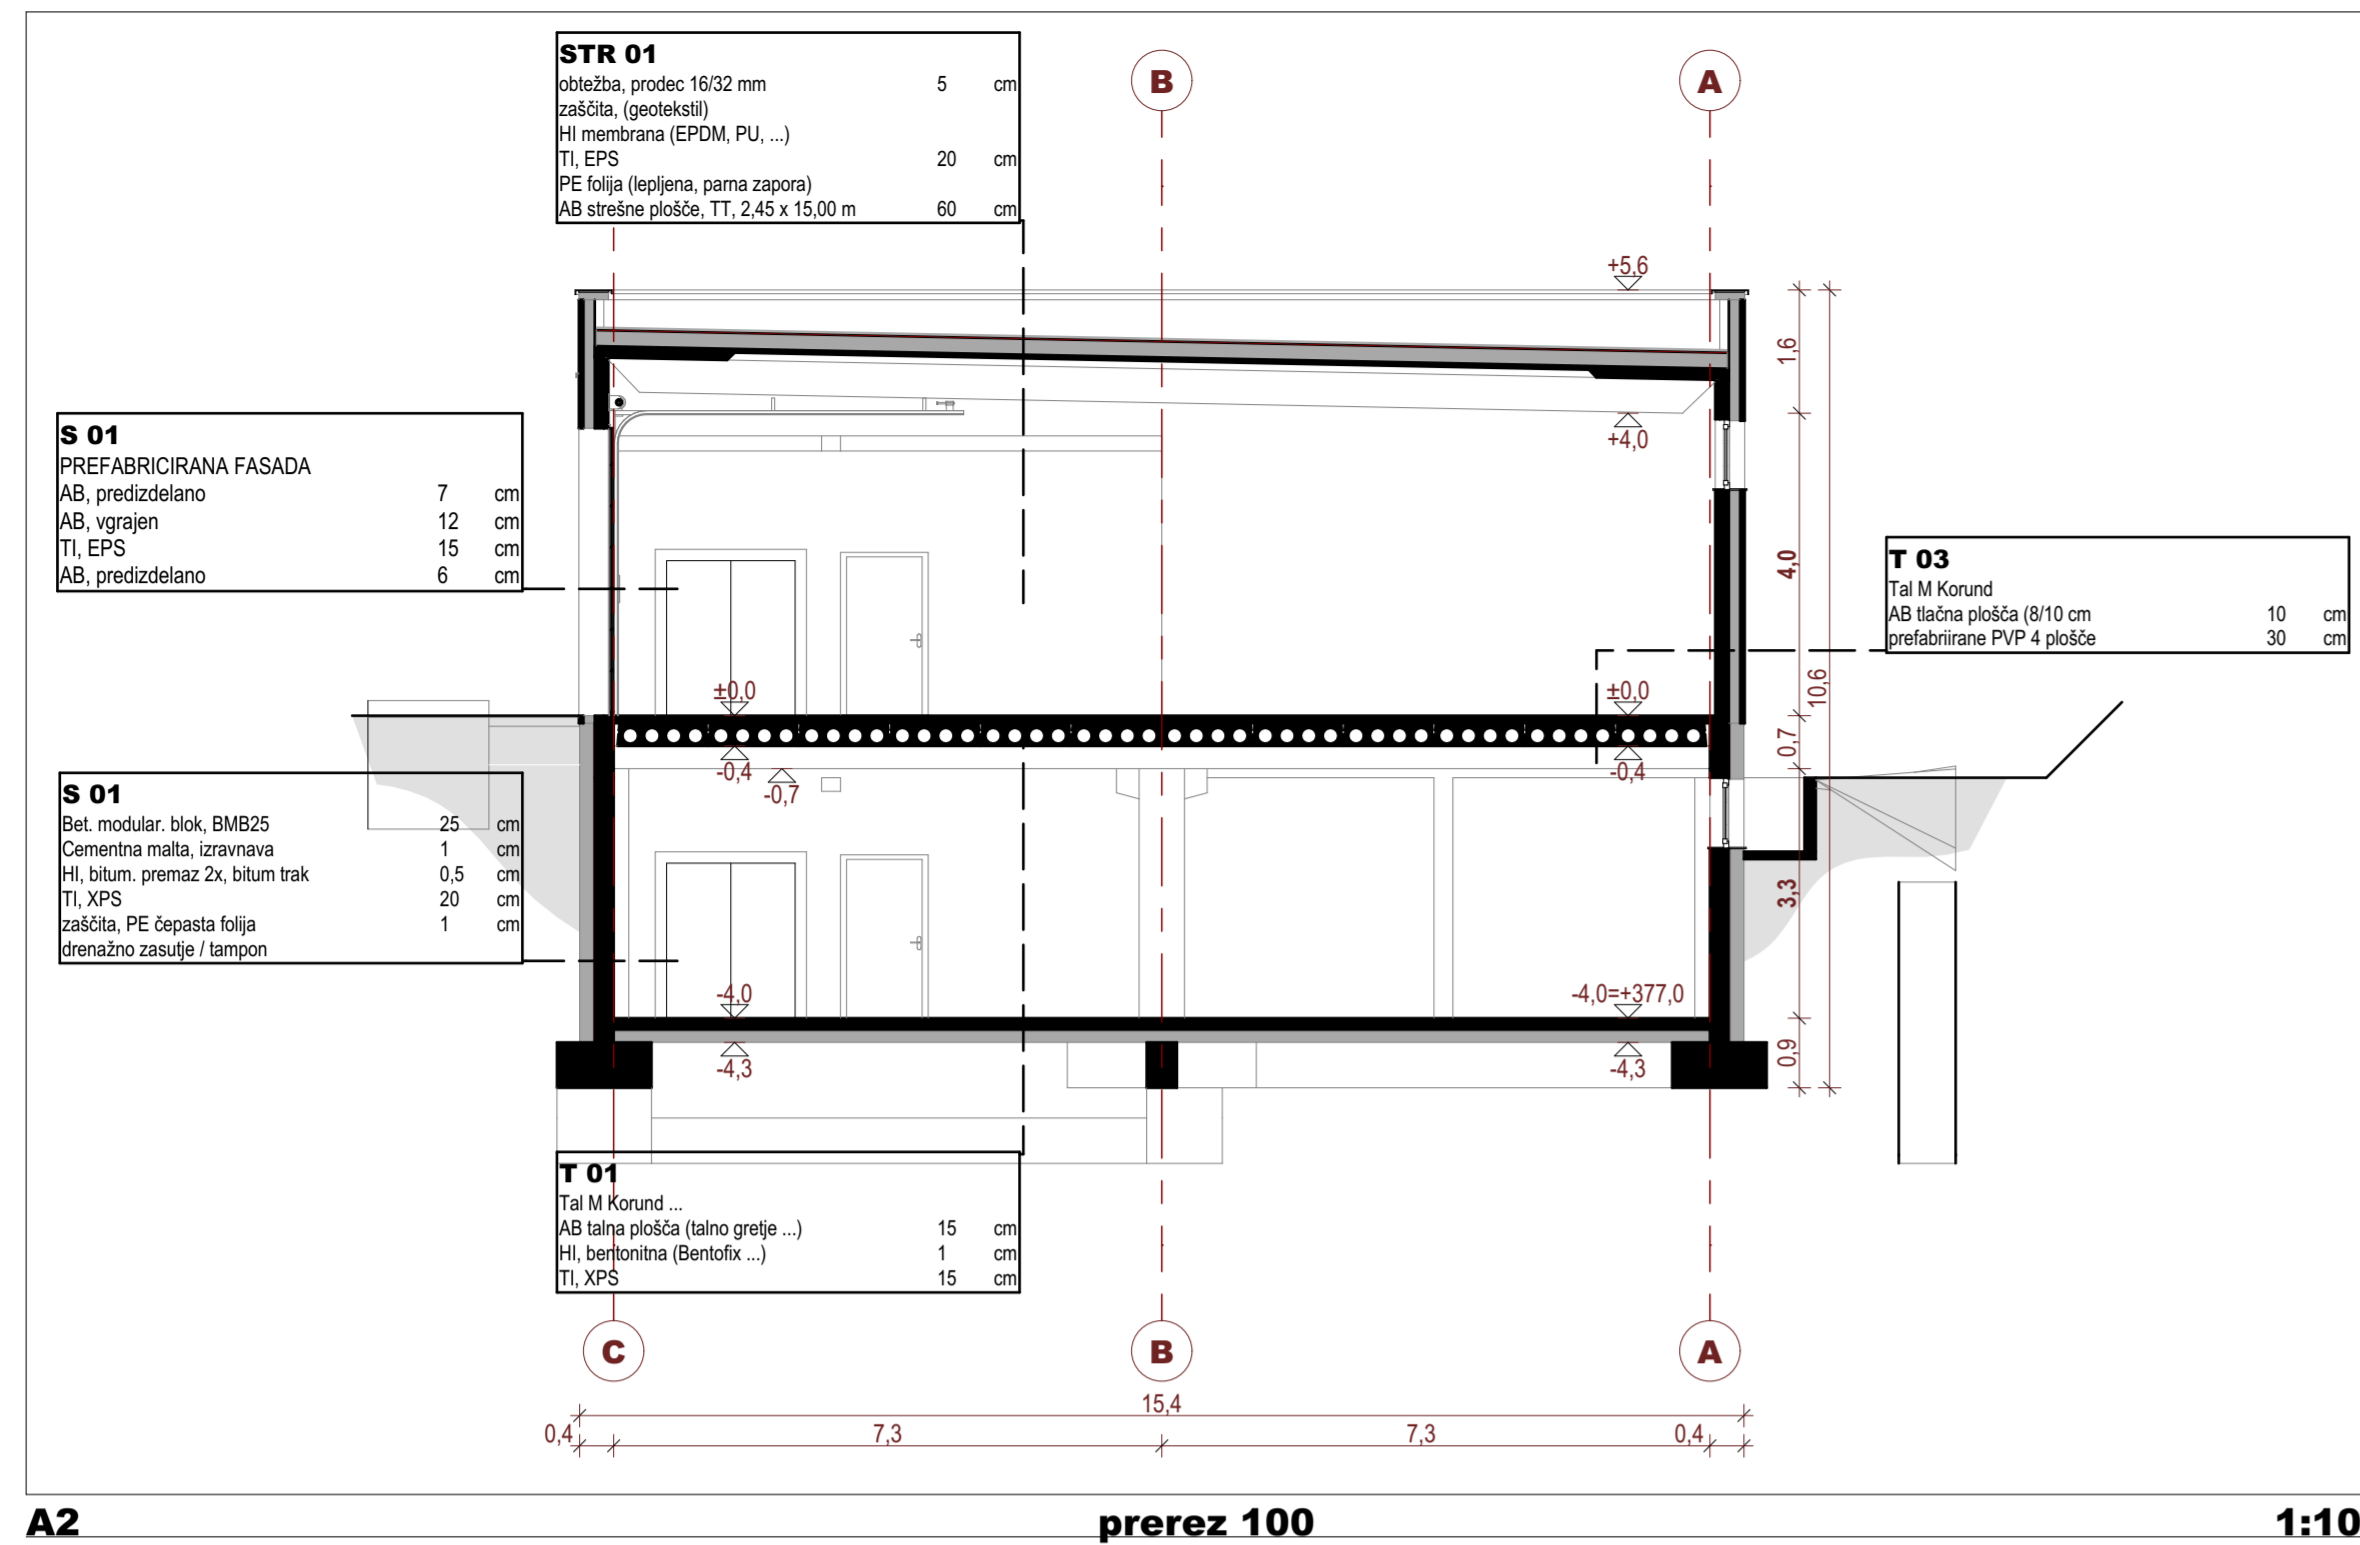 STR 01
obtežba, prodec 16/32 mm 5 cm
zaščita, (geotekstil)
HI membrana (EPDM, PU, ...)
TI, EPS 20 cm
PE folija (lepljena, parna zapora)
AB strešne plošče, TT, 2,45 x 15,00 m 60 cm
B
A
+5,6
1,6
+4,0
S 01
PREFABRICIRANA FASADA
AB, predizdelano 7 cm
AB, vgrajen 12 cm
TI, EPS 15 cm
AB, predizdelano 6 cm
4,0
T 03
Tal M Korund
AB tlačna plošča (8/10 cm 10 cm
prefabriirane PVP 4 plošče 30 cm
10,6
±0,0
±0,0
0,7
-0,4
-0,7
-0,4
S 01
Bet. modular. blok, BMB25 25 cm
Cementna malta, izravnava 1 cm
HI, bitum. premaz 2x, bitum trak 0,5 cm
TI, XPS 20 cm
zaščita, PE čepasta folija 1 cm
drenažno zasutje / tampon
3,3
-4,0
-4,0=+377,0
-4,3
-4,3
0,9
T 01
Tal M Korund ...
AB talna plošča (talno gretje ...) 15 cm
HI, bentonitna (Bentofix ...) 1 cm
TI, XPS 15 cm
C
B
A
15,4
0,4
7,3
7,3
0,4
A2
prerez 100
1:10